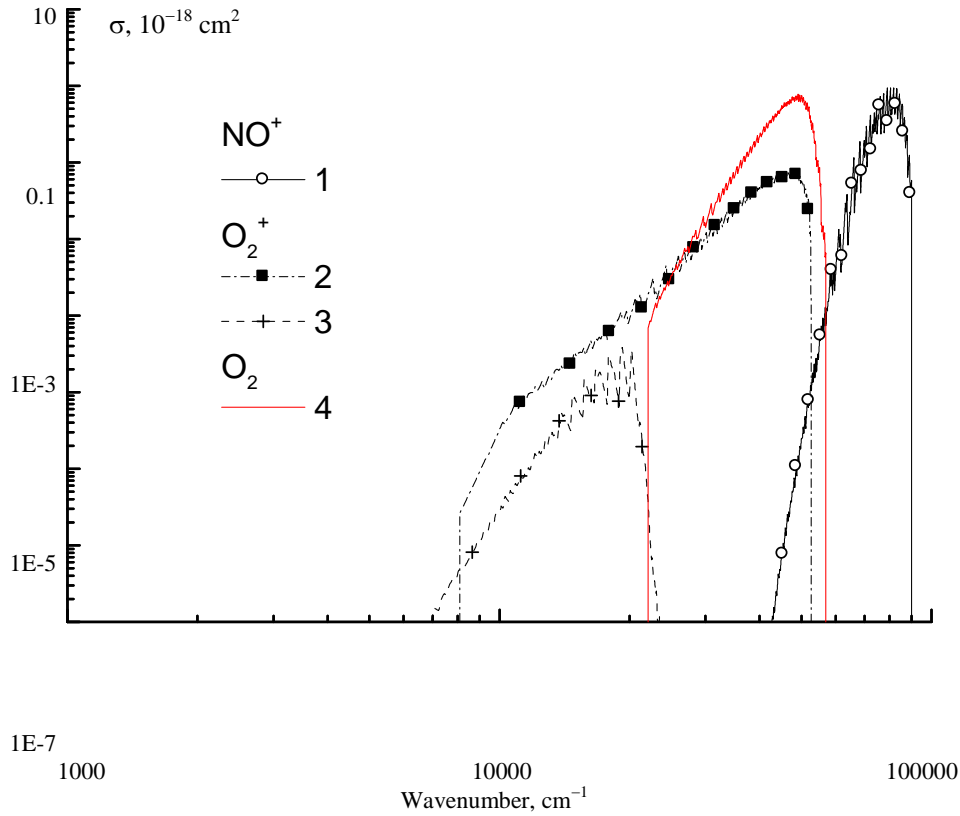 10
σ, 10⁻¹⁸ cm²
NO⁺
1
0.1
O₂⁺
2
3
O₂
1E-3
4
1E-5
1E-7
1000 10000 100000
Wavenumber, cm⁻¹